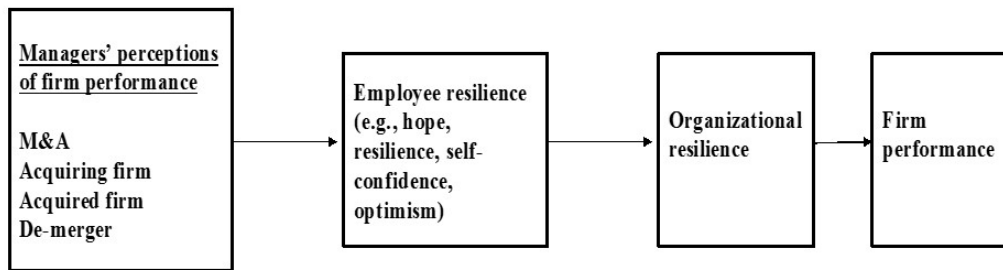 Managers’ perceptions
of firm performance
M&A
Acquiring firm
Acquired firm
De-merger
Employee resilience
(e.g., hope,
resilience, self-
confidence,
optimism)
Organizational
resilience
Firm
performance